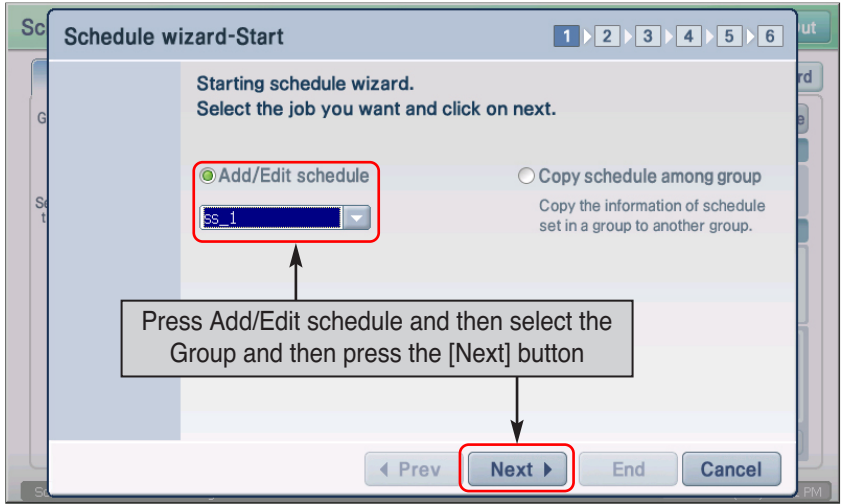 Schedule wizard-Start
1 2 3 4 5 6
Starting schedule wizard.
Select the job you want and click on next.
Add/Edit schedule
Copy schedule among group
ss_1
Copy the information of schedule
set in a group to another group.
Press Add/Edit schedule and then select the
Group and then press the [Next] button
Prev
Next
End
Cancel
PM